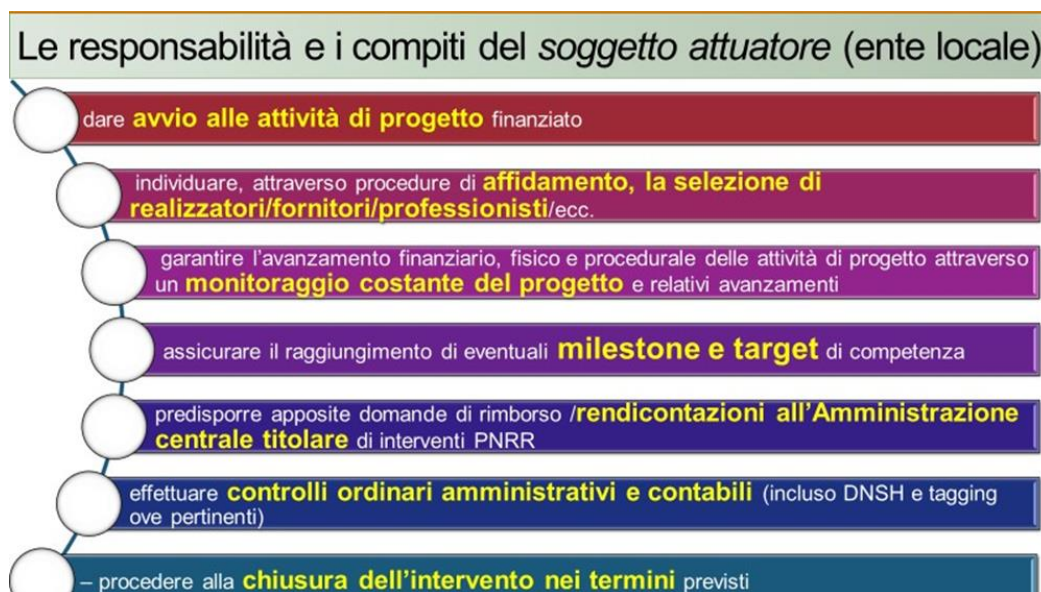 Le responsabilità e i compiti del soggetto attuatore (ente locale)
dare avvio alle attività di progetto finanziato
individuare, attraverso procedure di affidamento, la selezione di
realizzatori/fornitori/professionisti/ecc.
garantire l'avanzamento finanziario, fisico e procedurale delle attività di progetto attraverso
un monitoraggio costante del progetto e relativi avanzamenti
assicurare il raggiungimento di eventuali milestone e target di competenza
predisporre apposite domande di rimborso /rendicontazioni all'Amministrazione
centrale titolare di interventi PNRR
effettuare controlli ordinari amministrativi e contabili (incluso DNSH e tagging
ove pertinenti)
– procedere alla chiusura dell'intervento nei termini previsti